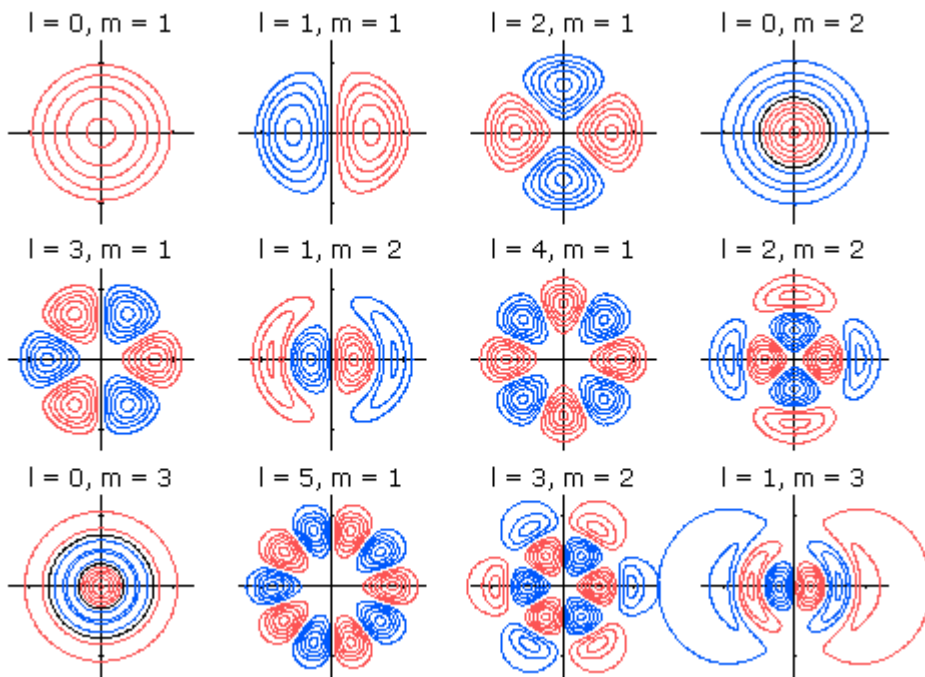 l = 0, m = 1
l = 1, m = 1
l = 2, m = 1
l = 0, m = 2
l = 3, m = 1
l = 1, m = 2
l = 4, m = 1
l = 2, m = 2
l = 0, m = 3
l = 5, m = 1
l = 3, m = 2
l = 1, m = 3